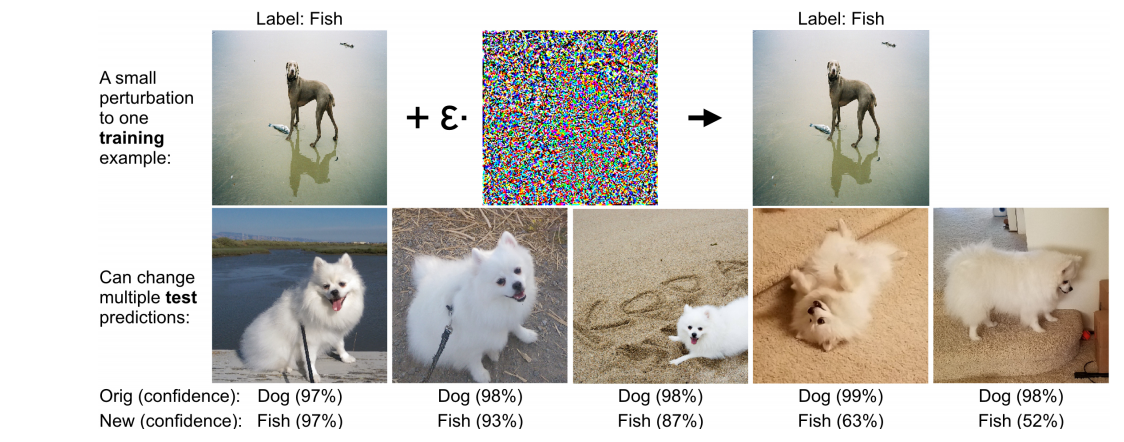 Label: Fish
Label: Fish
A small
perturbation
to one
training
example:
+ ε·
Can change
multiple test
predictions:
Orig (confidence): Dog (97%) Dog (98%) Dog (98%) Dog (99%) Dog (98%)
New (confidence): Fish (97%) Fish (93%) Fish (87%) Fish (63%) Fish (52%)